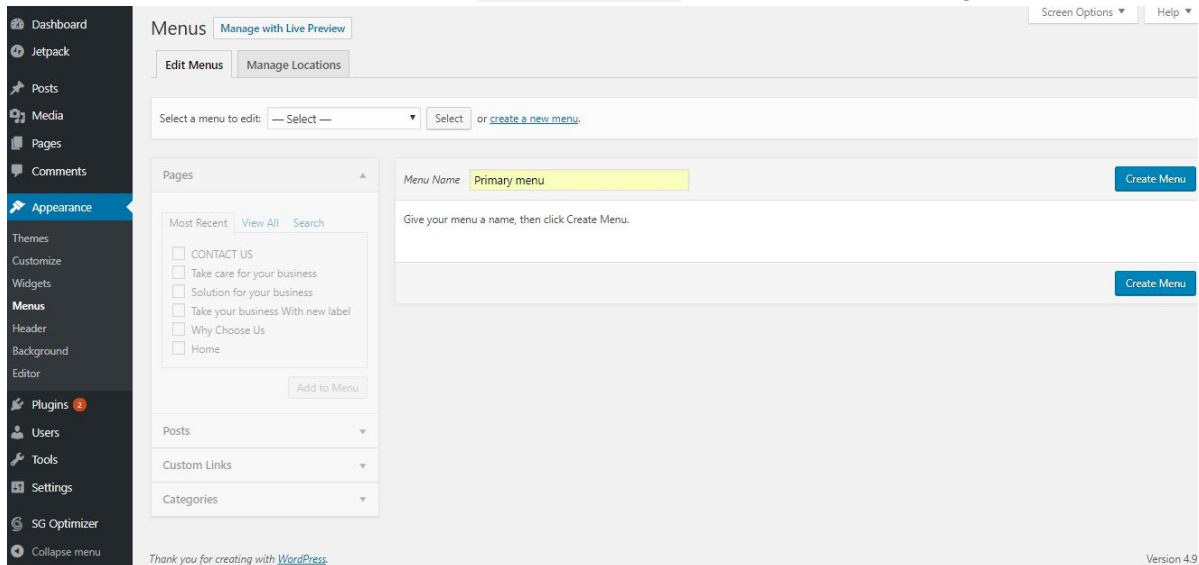 Dashboard
Jetpack
Posts
Media
Pages
Comments
Appearance
Themes
Customize
Widgets
Menus
Header
Background
Editor
Plugins 2
Users
Tools
Settings
SG Optimizer
Collapse menu
Screen Options ▼ Help ▼
Menus Manage with Live Preview
Edit Menus Manage Locations
Select a menu to edit: — Select — ▼ Select or create a new menu.
Pages
Most Recent View All Search
CONTACT US
Take care for your business
Solution for your business
Take your business With new label
Why Choose Us
Home
Add to Menu
Posts
Custom Links
Categories
Menu Name Primary menu Create Menu
Give your menu a name, then click Create Menu.
Create Menu
Thank you for creating with WordPress. Version 4.9